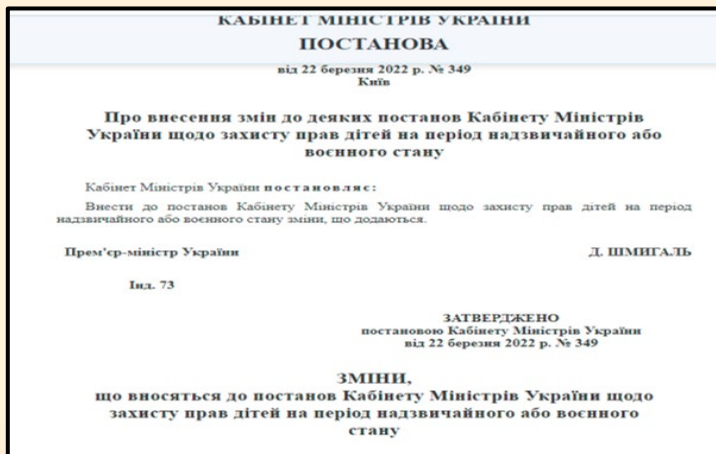 КАБІНЕТ МІНІСТРІВ УКРАЇНИ
ПОСТАНОВА
від 22 березня 2022 р. № 349
Київ
Про внесення змін до деяких постанов Кабінету Міністрів
України щодо захисту прав дітей на період надзвичайного або
воєнного стану
Кабінет Міністрів України постановляє:
Внести до постанов Кабінету Міністрів України щодо захисту прав дітей на період
надзвичайного або воєнного стану зміни, що додаються.
Прем’єр-міністр України Д. ШМИГАЛЬ
Інд. 73
ЗАТВЕРДЖЕНО
постановою Кабінету Міністрів України
від 22 березня 2022 р. № 349
ЗМІНИ,
що вносяться до постанов Кабінету Міністрів України щодо
захисту прав дітей на період надзвичайного або воєнного
стану